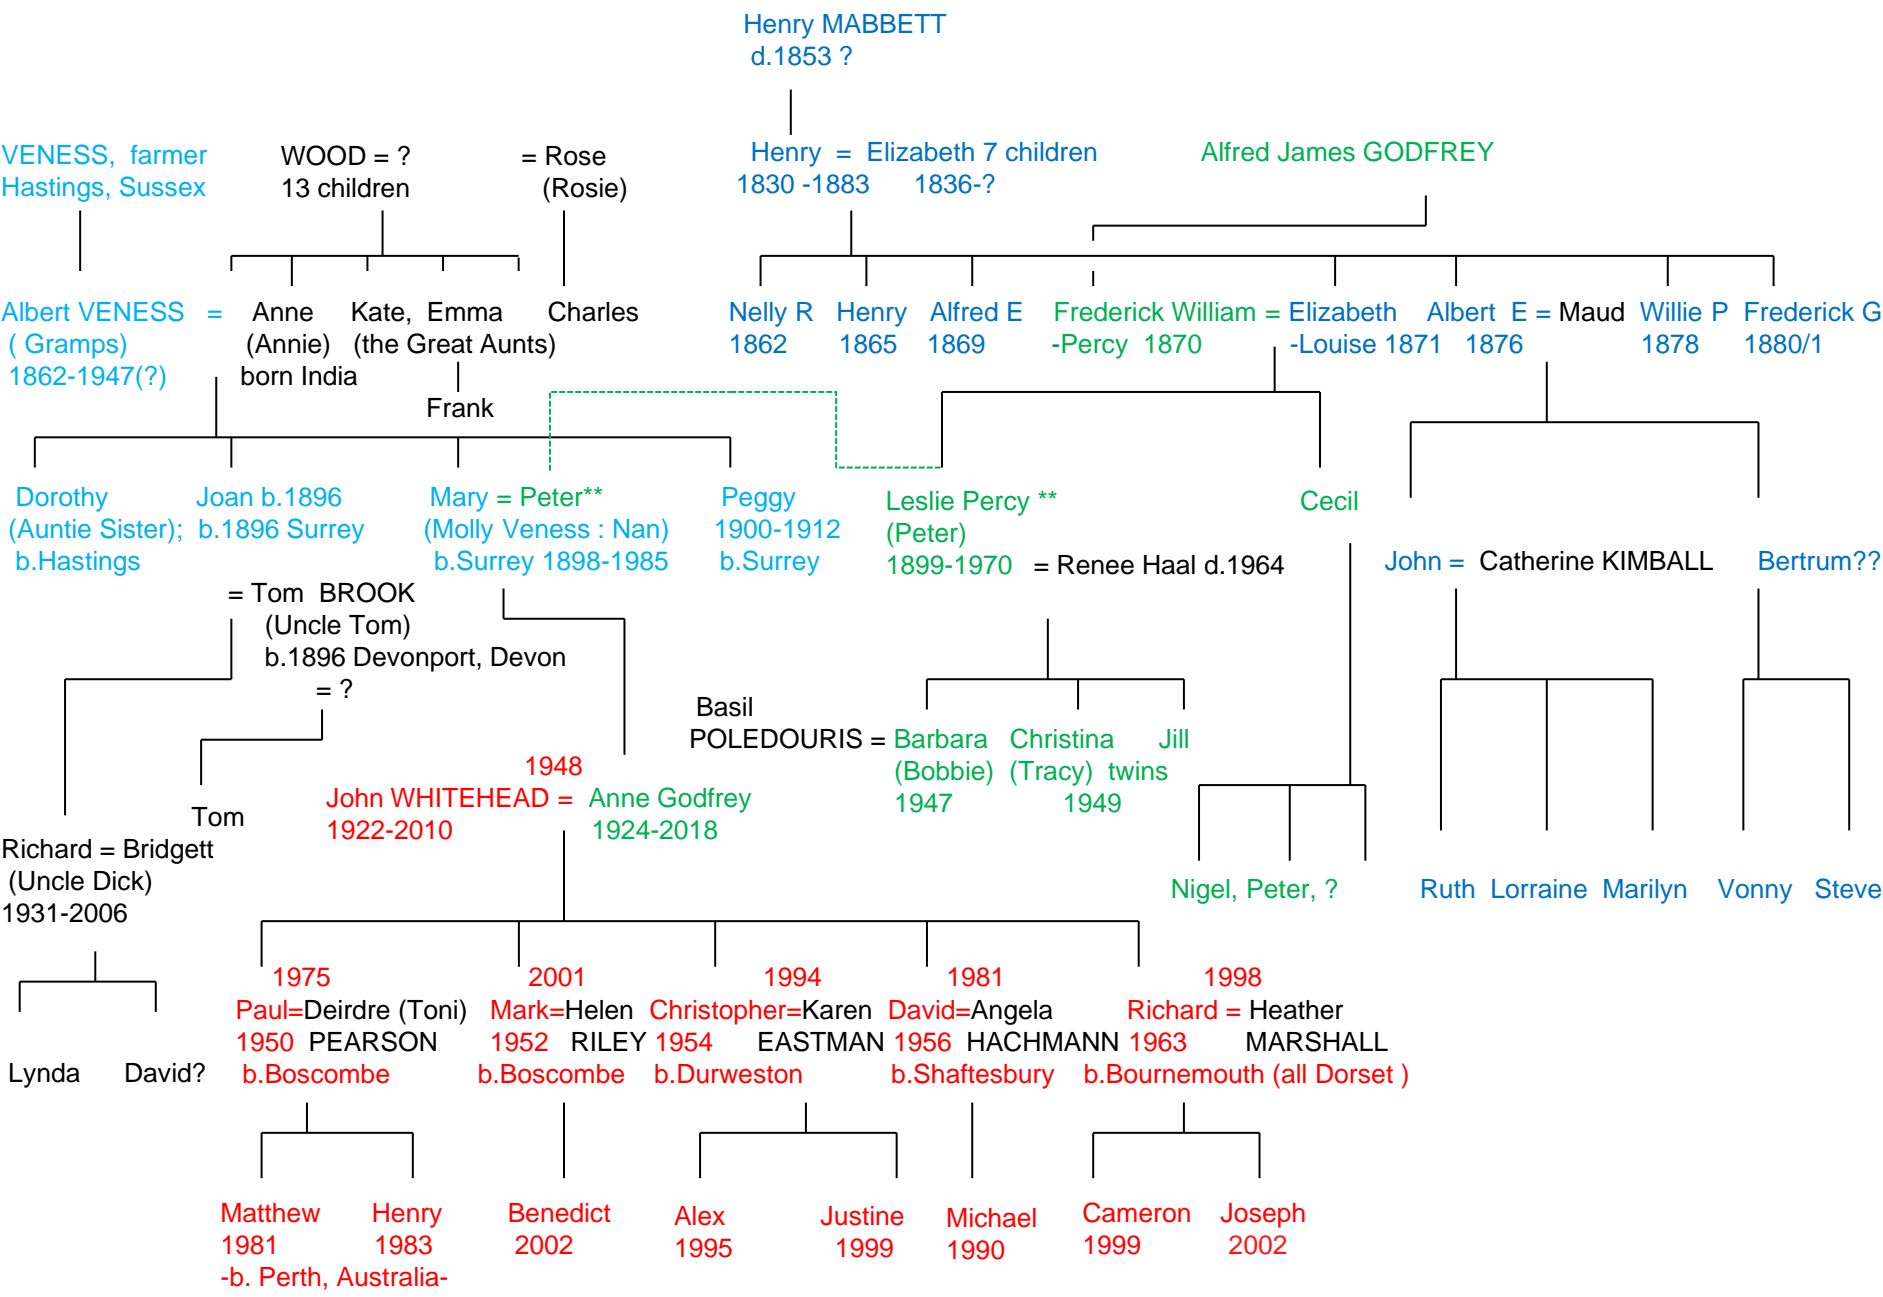 Henry MABBETT
d.1853 ?
VENESS, farmer
Hastings, Sussex
WOOD = ?
13 children
= Rose
(Rosie)
Henry = Elizabeth 7 children
1830 -1883 1836-?
Alfred James GODFREY
Albert VENESS =
( Gramps)
1862-1947(?)
Anne
(Annie)
born India
Kate, Emma
(the Great Aunts)
Charles
Frank
Nelly R
1862
Henry
1865
Alfred E
1869
Frederick William =
-Percy 1870
Elizabeth
-Louise 1871
Albert E = Maud
1876
Willie P
1878
Frederick G
1880/1
Dorothy
(Auntie Sister);
b.Hastings
Joan b.1896
b.1896 Surrey
Mary = Peter**
(Molly Veness : Nan)
b.Surrey 1898-1985
Peggy
1900-1912
b.Surrey
Leslie Percy **
(Peter)
1899-1970 = Renee Haal d.1964
Cecil
John = Catherine KIMBALL
Bertrum??
= Tom BROOK
(Uncle Tom)
b.1896 Devonport, Devon
= ?
Tom
Basil
POLEDOURIS =
Barbara
(Bobbie)
1947
Christina Jill
(Tracy) twins
1949
1948
John WHITEHEAD =
1922-2010
Anne Godfrey
1924-2018
Richard = Bridgett
(Uncle Dick)
1931-2006
Nigel, Peter, ?
Ruth Lorraine Marilyn
Vonny Steve
Lynda David?
1975
Paul=Deirdre (Toni)
1950 PEARSON
b.Boscombe
2001
Mark=Helen
1952 RILEY
b.Boscombe
1994
Christopher=Karen
1954 EASTMAN
b.Durweston
1981
David=Angela
1956 HACHMANN
b.Shaftesbury
1998
Richard = Heather
1963 MARSHALL
b.Bournemouth (all Dorset )
Matthew
1981
Henry
1983
-b. Perth, Australia-
Benedict
2002
Alex
1995
Justine
1999
Michael
1990
Cameron
1999
Joseph
2002